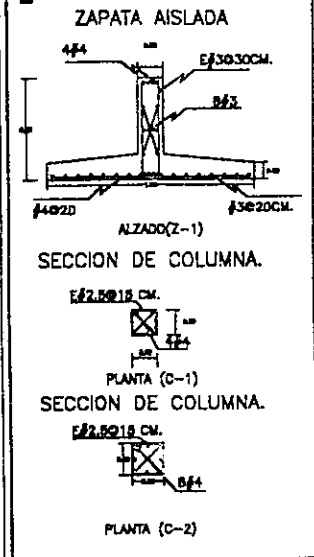 ZAPATA AISLADA
4#4
E#3@30CM.
8#3
#4@20
#3@20CM.
ALZADO(Z-1)
SECCION DE COLUMNA.
E#2.5@15 CM.
4#4
PLANTA (C-1)
SECCION DE COLUMNA.
E#2.5@15 CM.
8#4
PLANTA (C-2)